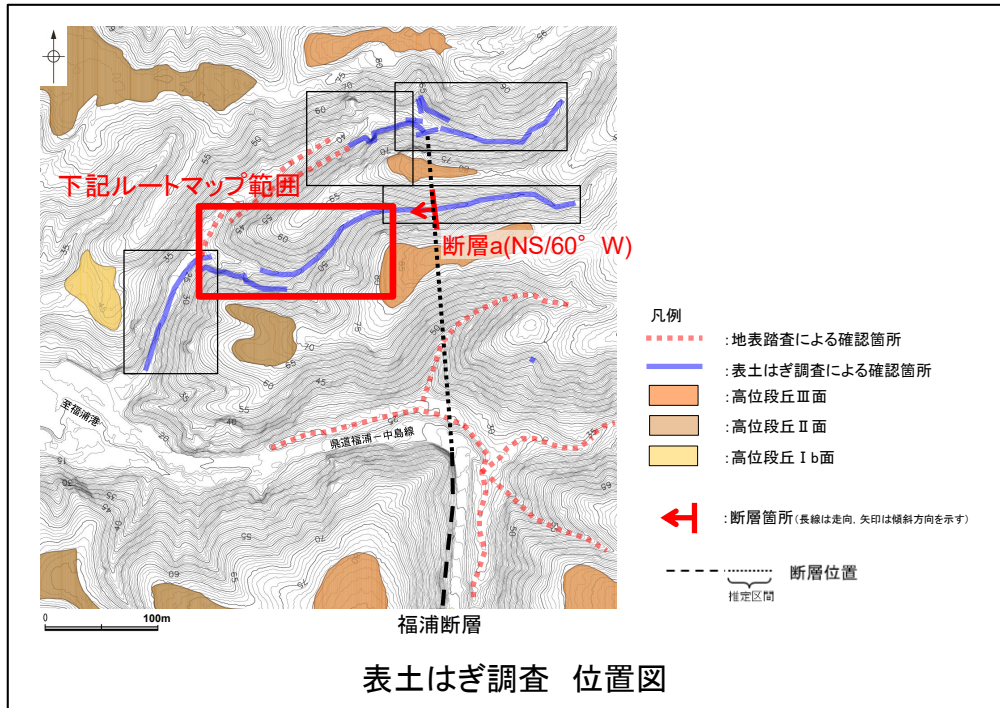 下記ルートマップ範囲
断層a(NS/60°W)
至福浦港
県道福浦－中島線
0 100m
福浦断層
凡例
：地表踏査による確認箇所
：表土はぎ調査による確認箇所
：高位段丘Ⅲ面
：高位段丘Ⅱ面
：高位段丘Ⅰb面
：断層箇所（長線は走向，矢印は傾斜方向を示す）
断層位置
推定区間
表土はぎ調査　位置図